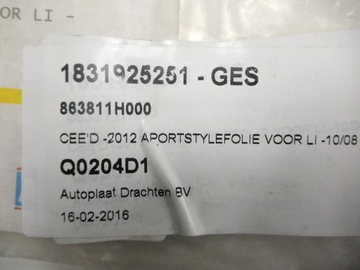 OR LI -
1831925251 - GES
863811H000
CEE'D -2012 APORTSTYLEFOLIE VOOR LI -10/08
Q0204D1
Autoplaat Drachten BV
16-02-2016